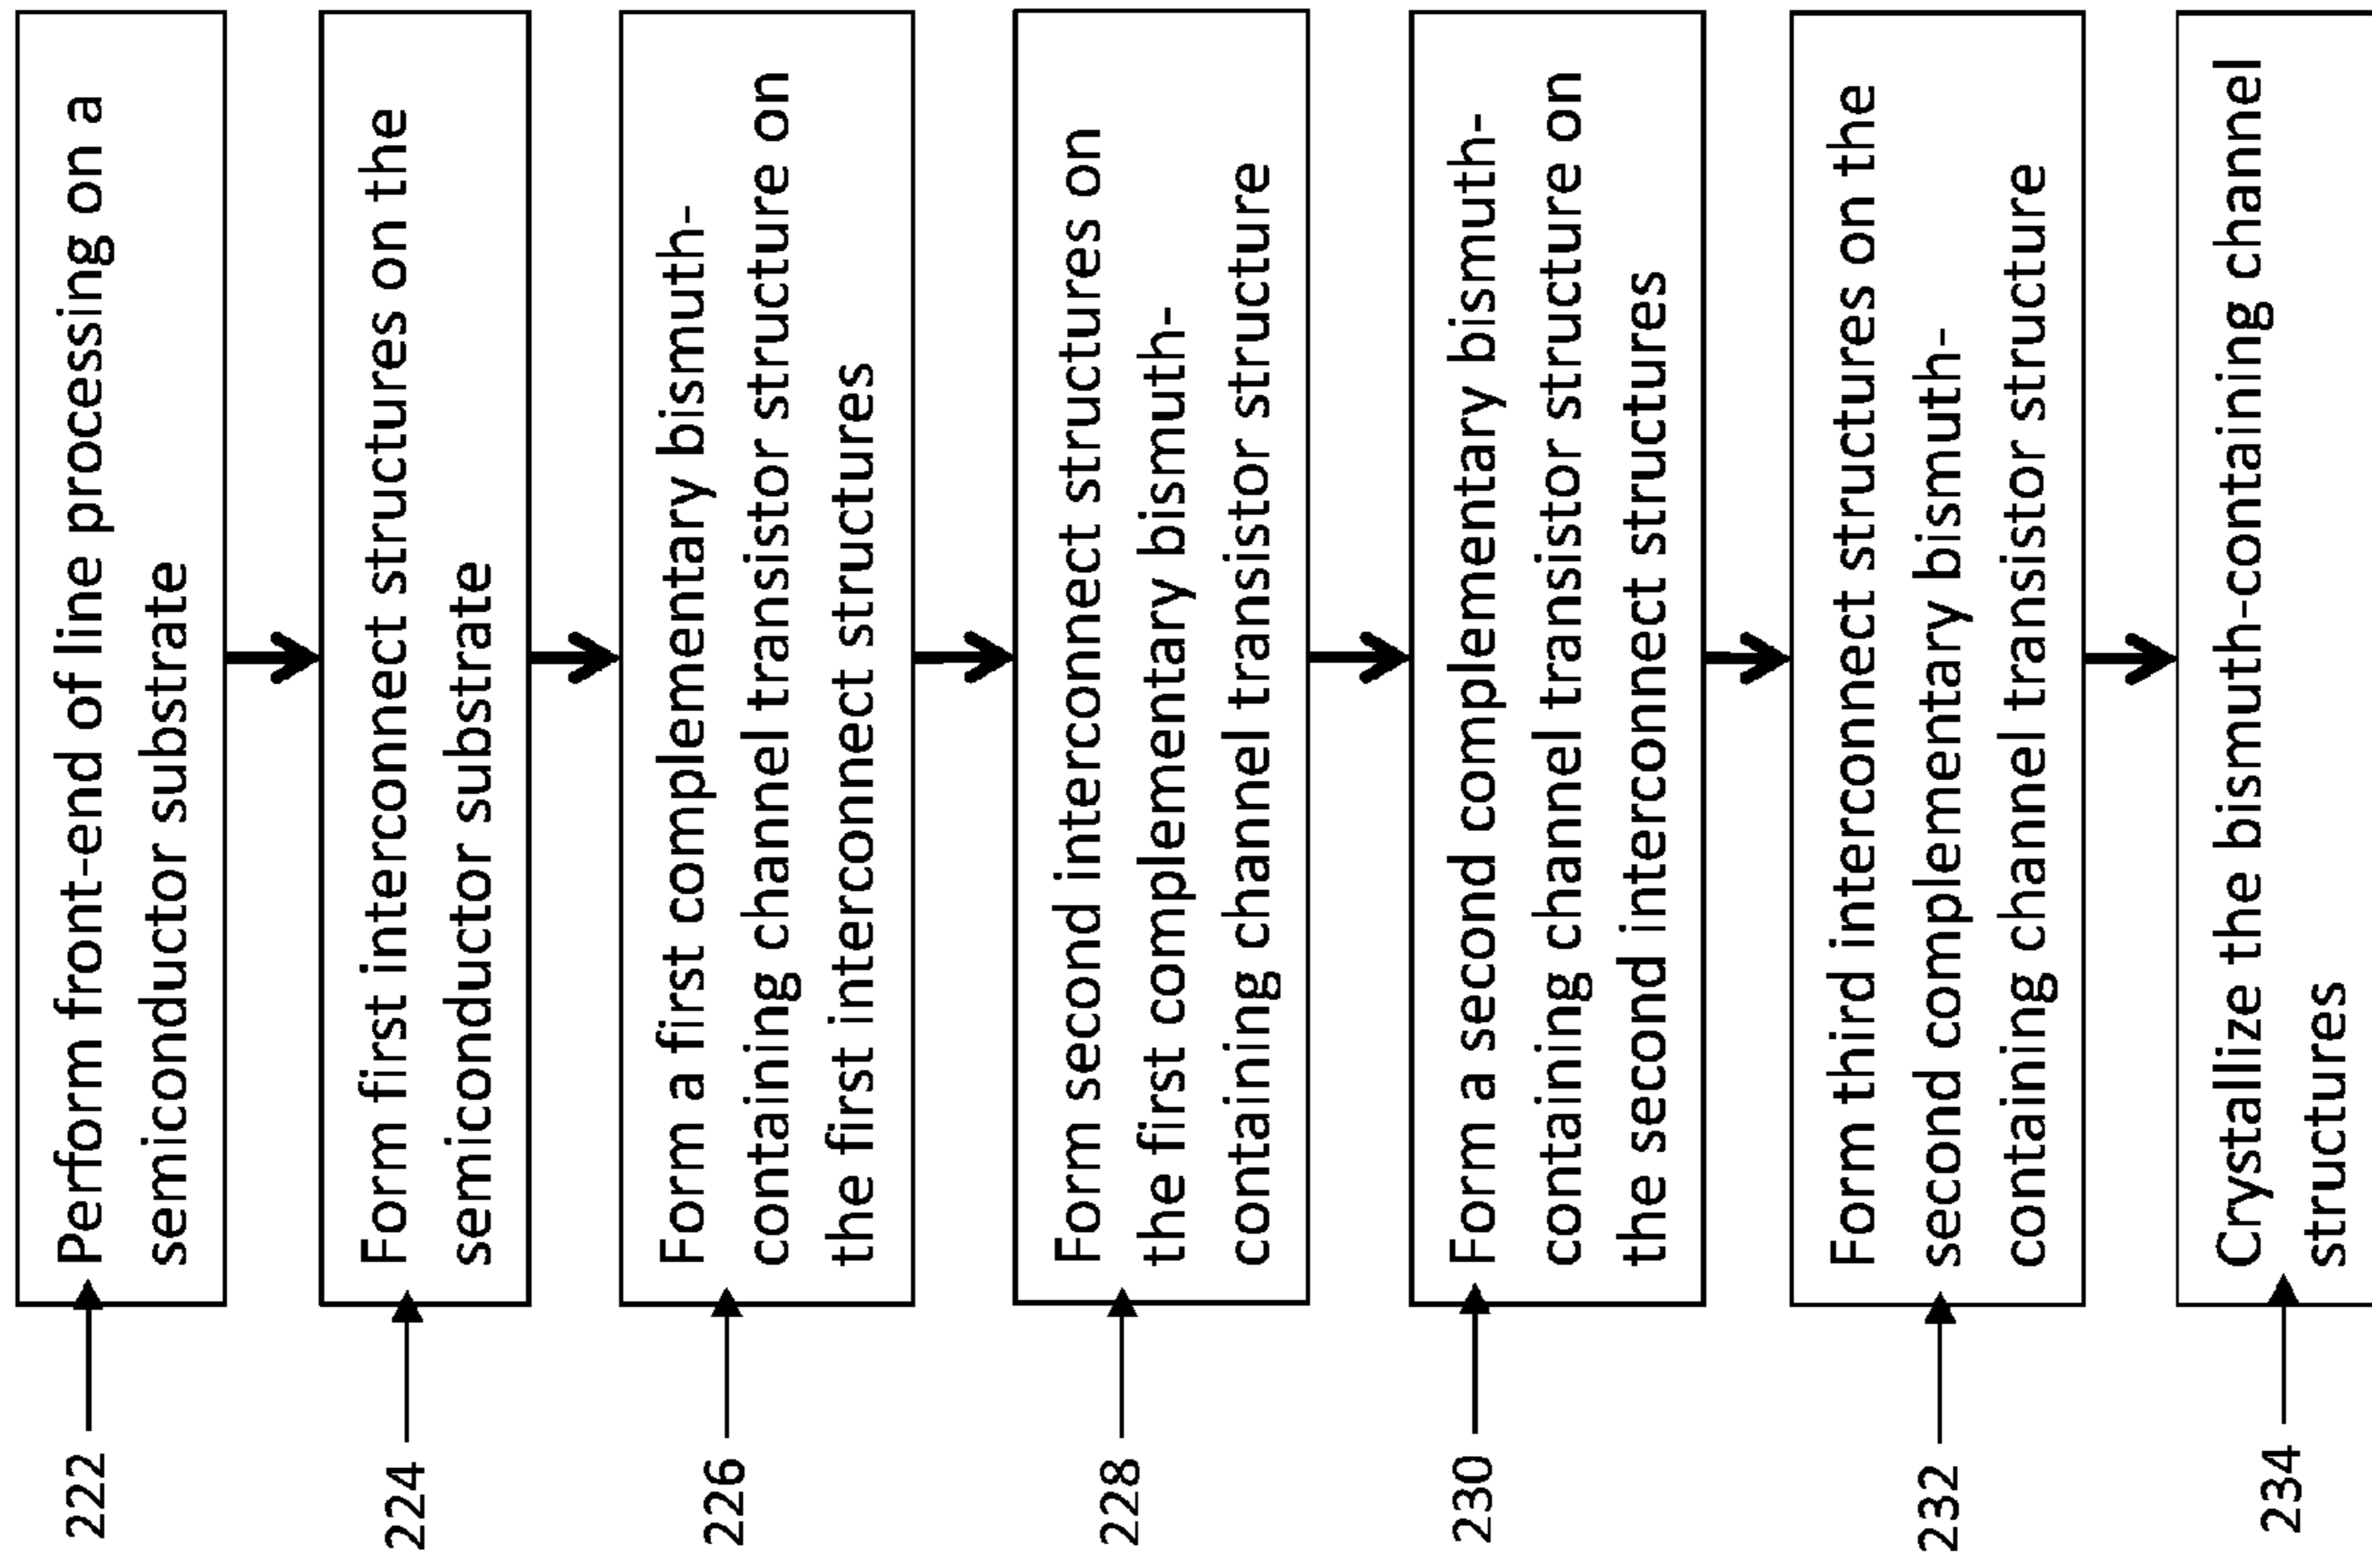 222
Perform front-end of line processing on a
semiconductor substrate
224
Form first interconnect structures on the
semiconductor substrate
226
Form a first complementary bismuth-
containing channel transistor structure on
the first interconnect structures
228
Form second interconnect structures on
the first complementary bismuth-
containing channel transistor structure
230
Form a second complementary bismuth-
containing channel transistor structure on
the second interconnect structures
232
Form third interconnect structures on the
second complementary bismuth-
containing channel transistor structure
234
Crystallize the bismuth-containing channel
structures